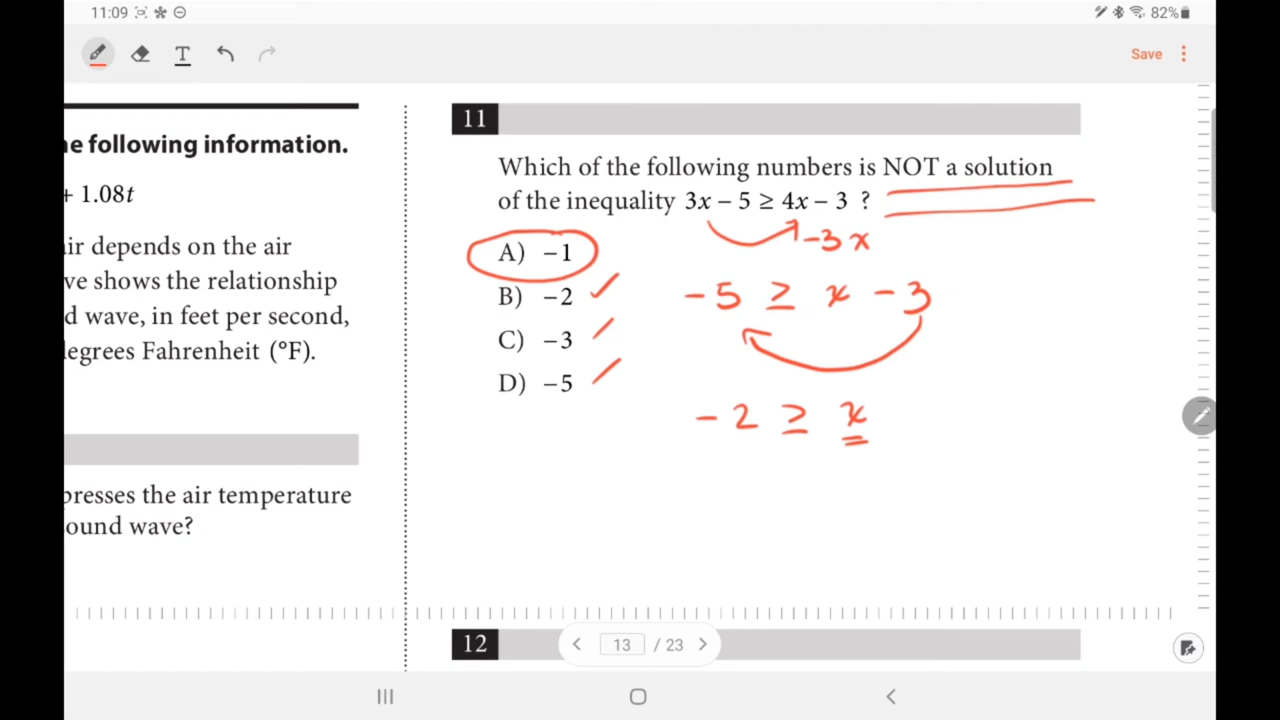 11:09
82%
T
Save
he following information.
+ 1.08t
air depends on the air
ve shows the relationship
d wave, in feet per second,
legrees Fahrenheit (°F).
presses the air temperature
ound wave?
11
Which of the following numbers is NOT a solution
of the inequality 3x − 5 ≥ 4x − 3 ?
A) −1
B) −2
C) −3
D) −5
−3x
−5 ≥ x −3
−2 ≥ x
12
13 / 23